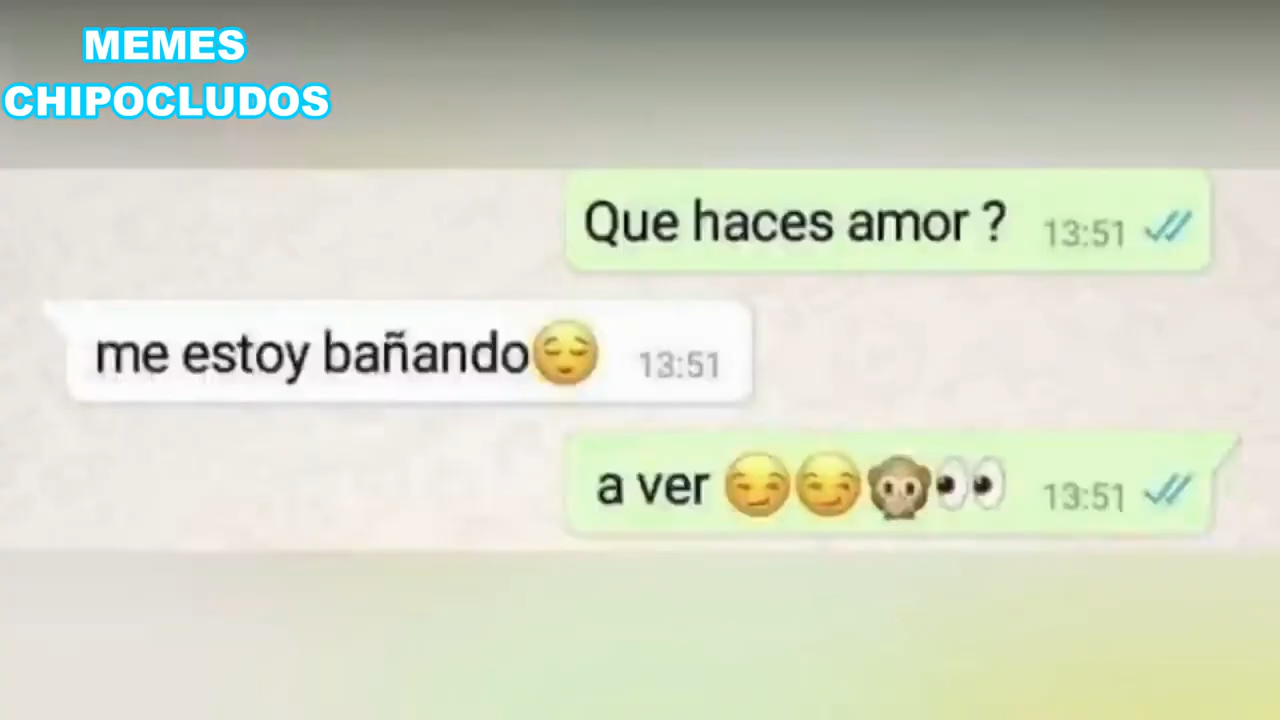 MEMES
CHIPOCLUDOS
Que haces amor ? 13:51
me estoy bañando😌 13:51
a ver 😏😏🙊👀 13:51